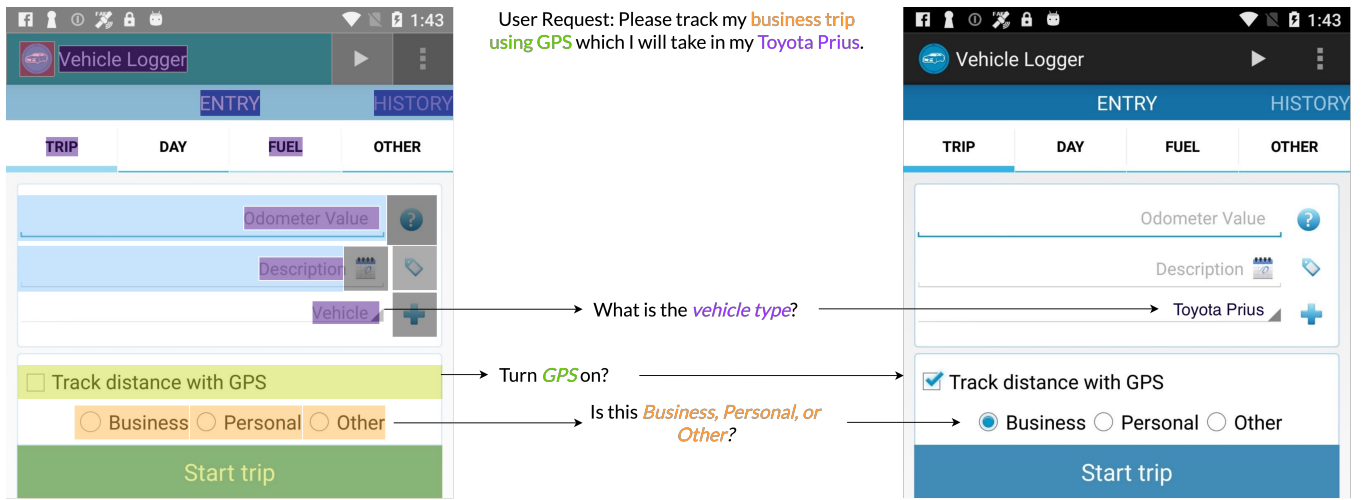 1:43
Vehicle Logger
ENTRY HISTORY
TRIP DAY FUEL OTHER
Odometer Value
Description
Vehicle
Track distance with GPS
Business Personal Other
Start trip
User Request: Please track my business trip
using GPS which I will take in my Toyota Prius.
What is the vehicle type?
Turn GPS on?
Is this Business, Personal, or
Other?
1:43
Vehicle Logger
ENTRY HISTORY
TRIP DAY FUEL OTHER
Odometer Value
Description
Toyota Prius
Track distance with GPS
Business Personal Other
Start trip